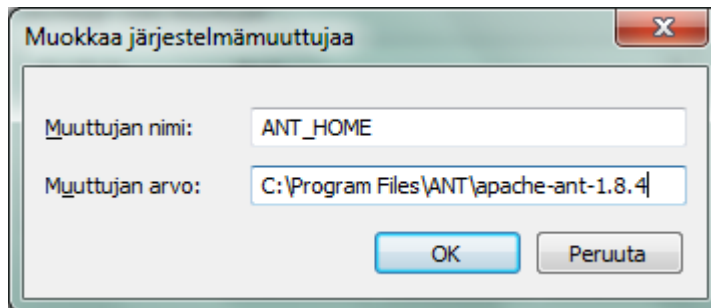 Muokkaa järjestelmämuuttujaa
Muuttujan nimi: ANT_HOME
Muuttujan arvo: C:\Program Files\ANT\apache-ant-1.8.4
OK Peruuta